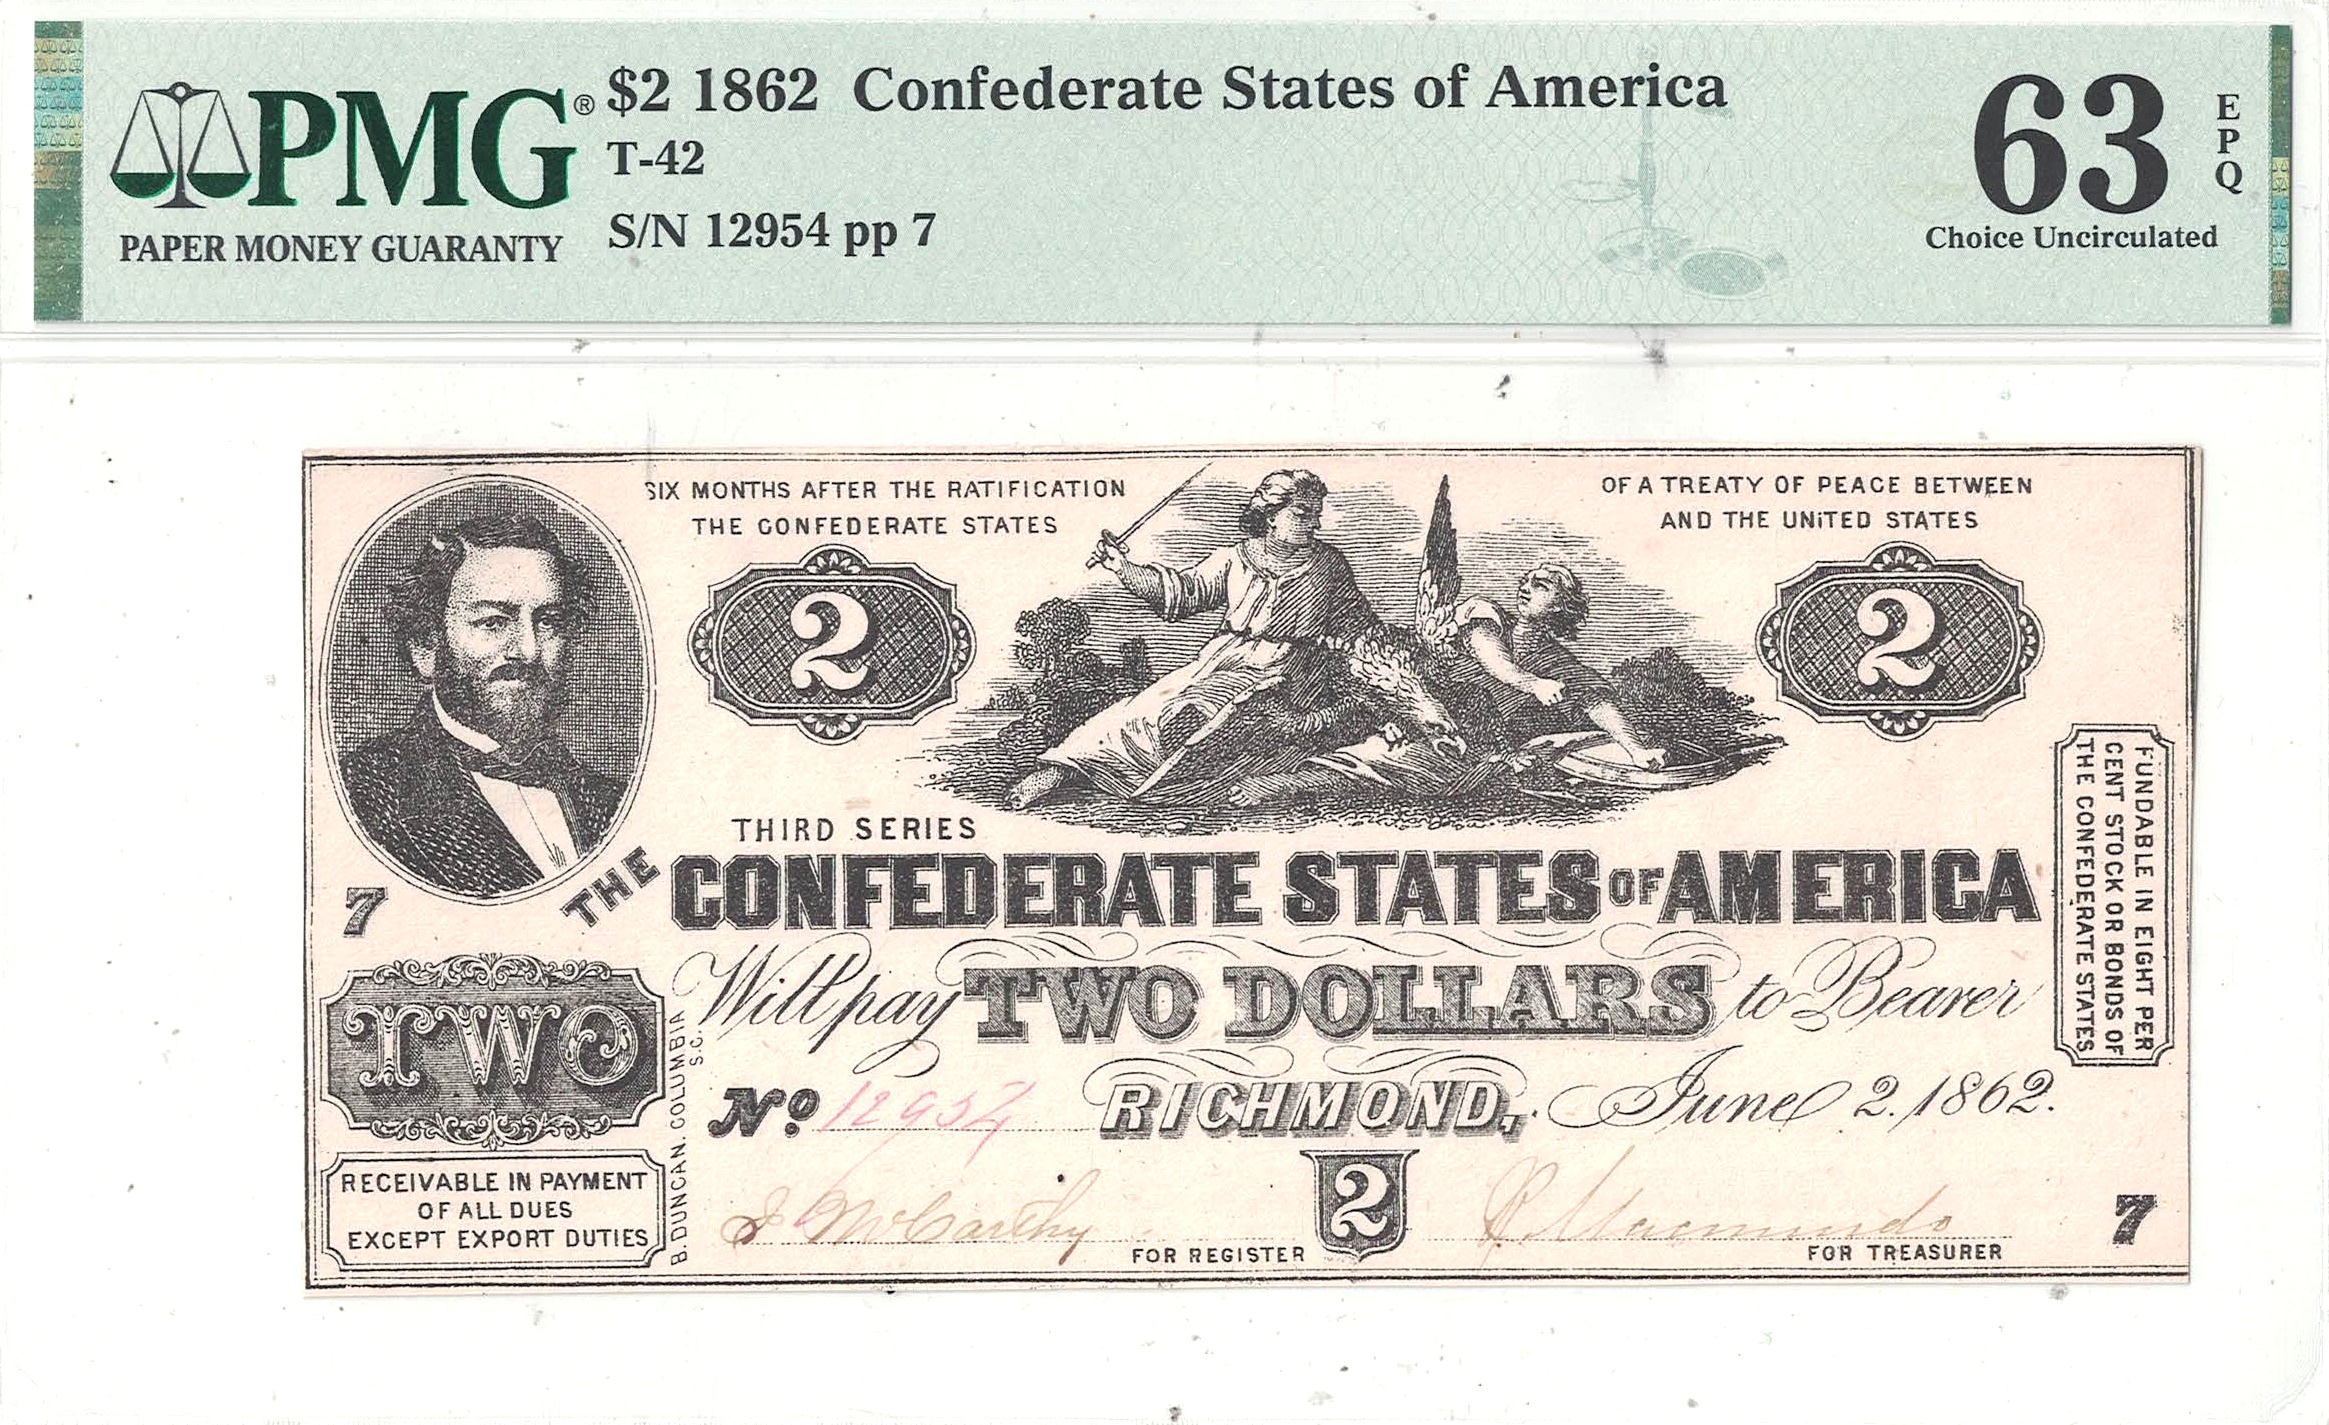 PMG®
PAPER MONEY GUARANTY
$2 1862 Confederate States of America
T-42
S/N 12954 pp 7
63
EPQ
Choice Uncirculated
SIX MONTHS AFTER THE RATIFICATION
THE CONFEDERATE STATES
OF A TREATY OF PEACE BETWEEN
AND THE UNITED STATES
2
2
THIRD SERIES
7
THE CONFEDERATE STATES OF AMERICA
Will pay TWO DOLLARS to Bearer
TWO
No. 12954
RICHMOND, June 2. 1862.
RECEIVABLE IN PAYMENT
OF ALL DUES
EXCEPT EXPORT DUTIES
B. DUNCAN. COLUMBIA
S.C.
FUNDABLE IN EIGHT PER
CENT STOCK OR BONDS OF
THE CONFEDERATE STATES
McCarthy
FOR REGISTER
2
FOR TREASURER
7